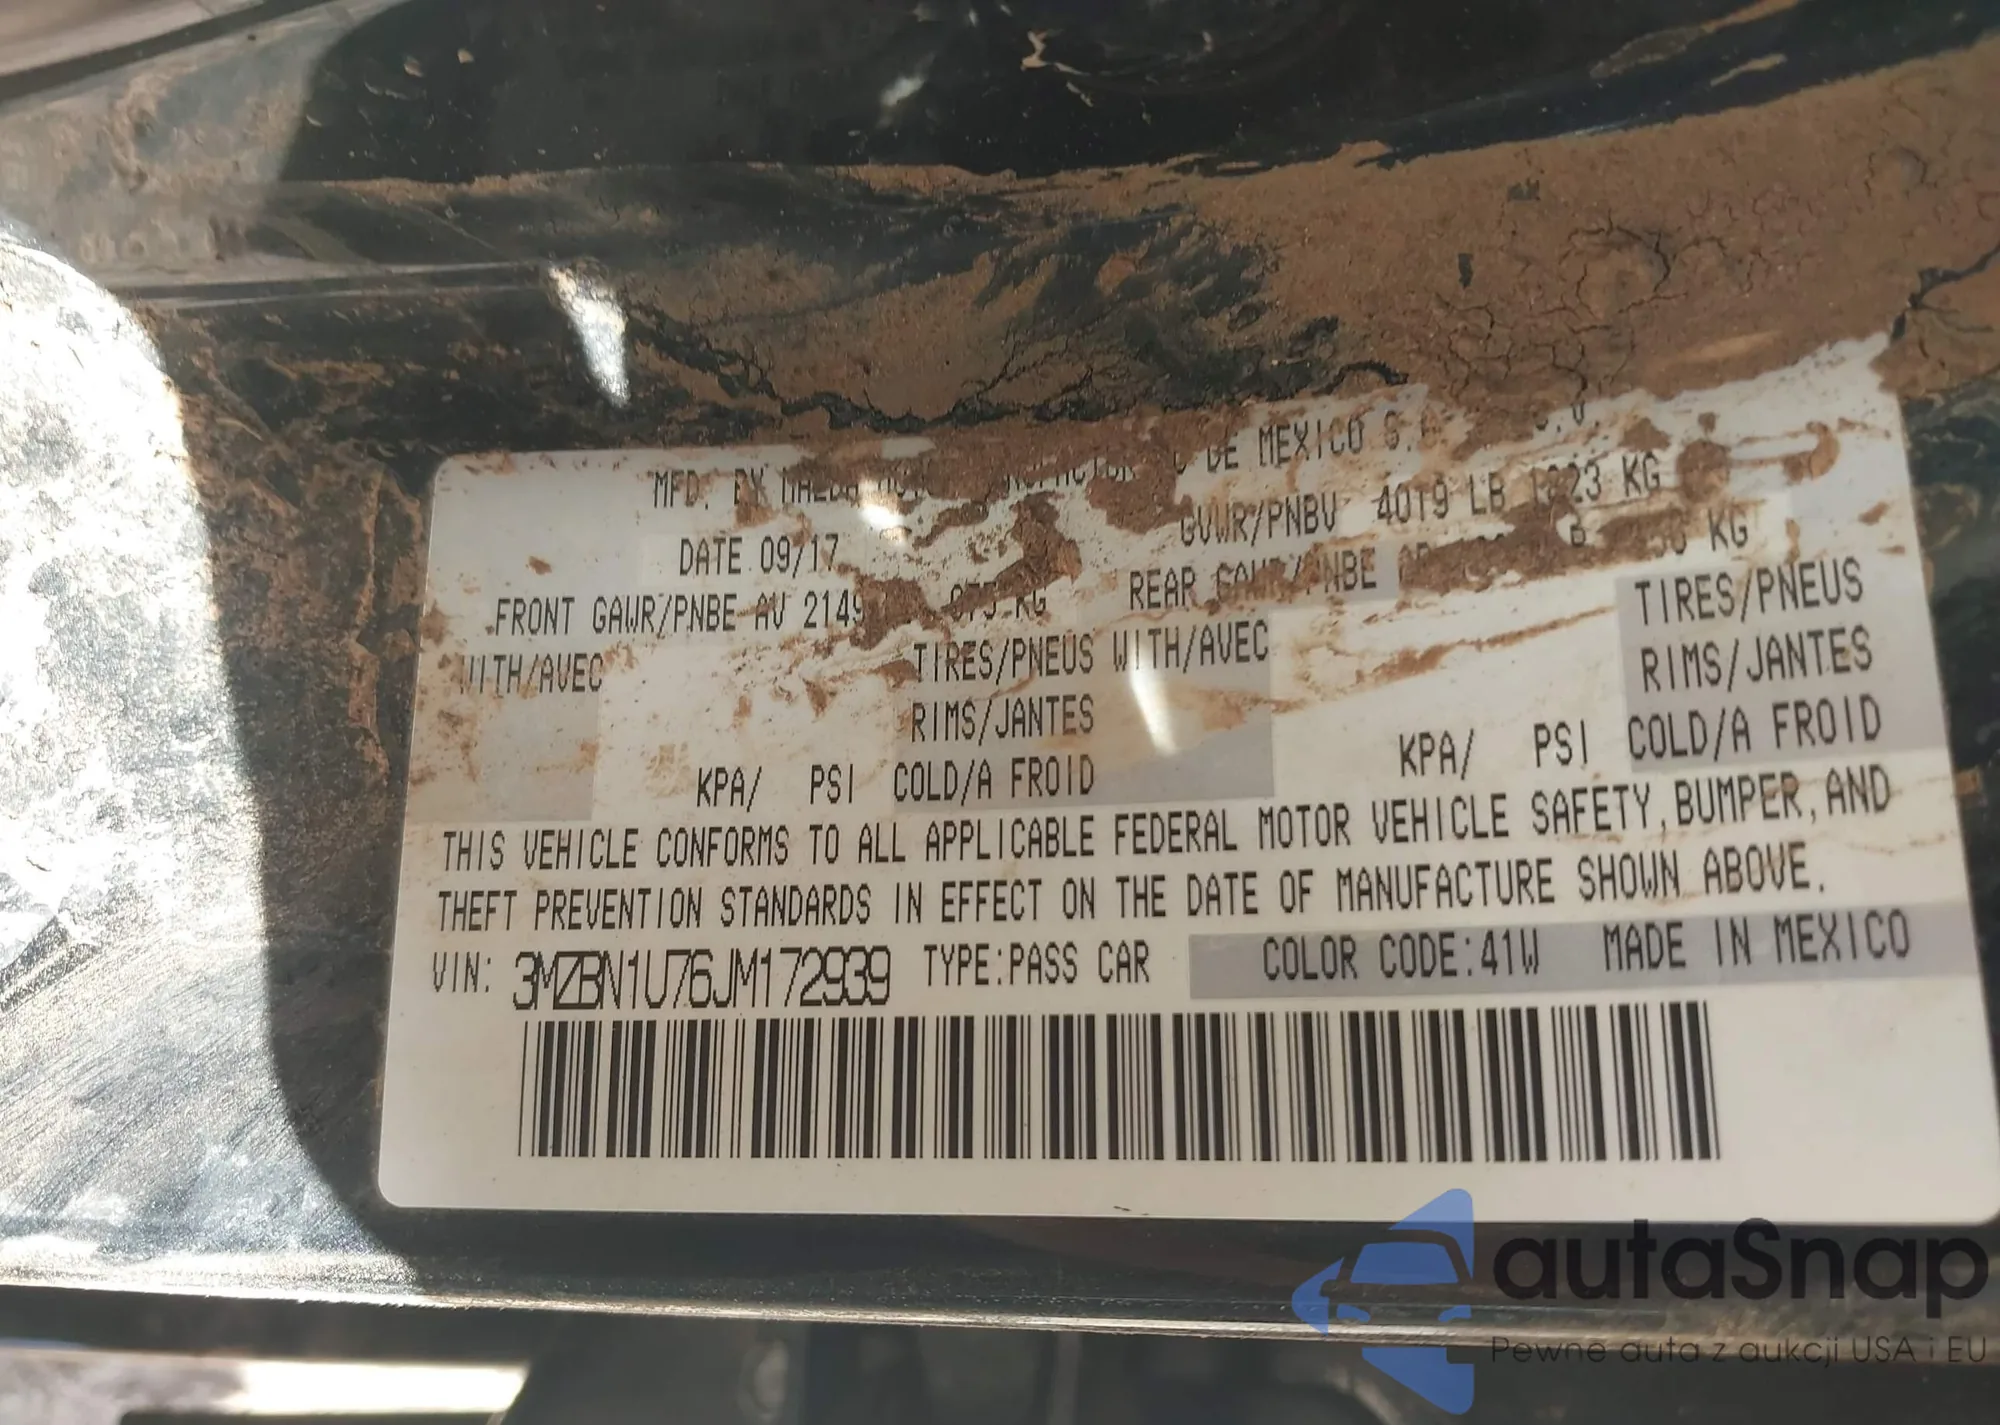 MFD. BY MAZDA DE MEXICO
DATE 09/17 GVWR/PNBV 4019 LB KG
FRONT GAWR/PNBE AV 2149 KG REAR GAWR/PNBE KG
WITH/AVEC TIRES/PNEUS WITH/AVEC TIRES/PNEUS
RIMS/JANTES RIMS/JANTES
KPA/ PSI COLD/A FROID KPA/ PSI COLD/A FROID
THIS VEHICLE CONFORMS TO ALL APPLICABLE FEDERAL MOTOR VEHICLE SAFETY, BUMPER, AND
THEFT PREVENTION STANDARDS IN EFFECT ON THE DATE OF MANUFACTURE SHOWN ABOVE.
VIN: 3MZBN1U76JM172939 TYPE:PASS CAR COLOR CODE:41W MADE IN MEXICO
autaSnap
Pewne auta z aukcji USA i EU